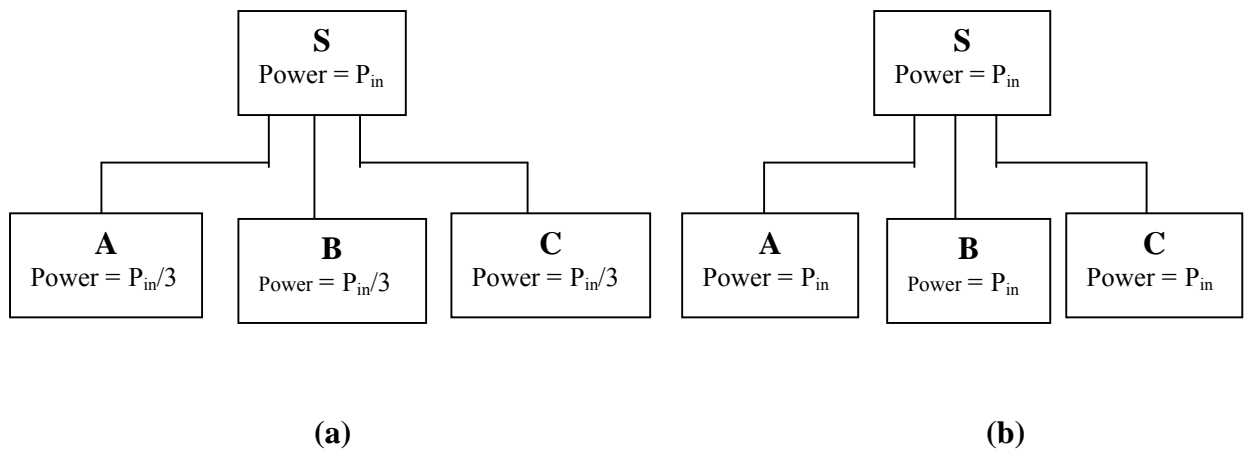 S
Power = P_in
A
Power = P_in/3
B
Power = P_in/3
C
Power = P_in/3
(a)
S
Power = P_in
A
Power = P_in
B
Power = P_in
C
Power = P_in
(b)